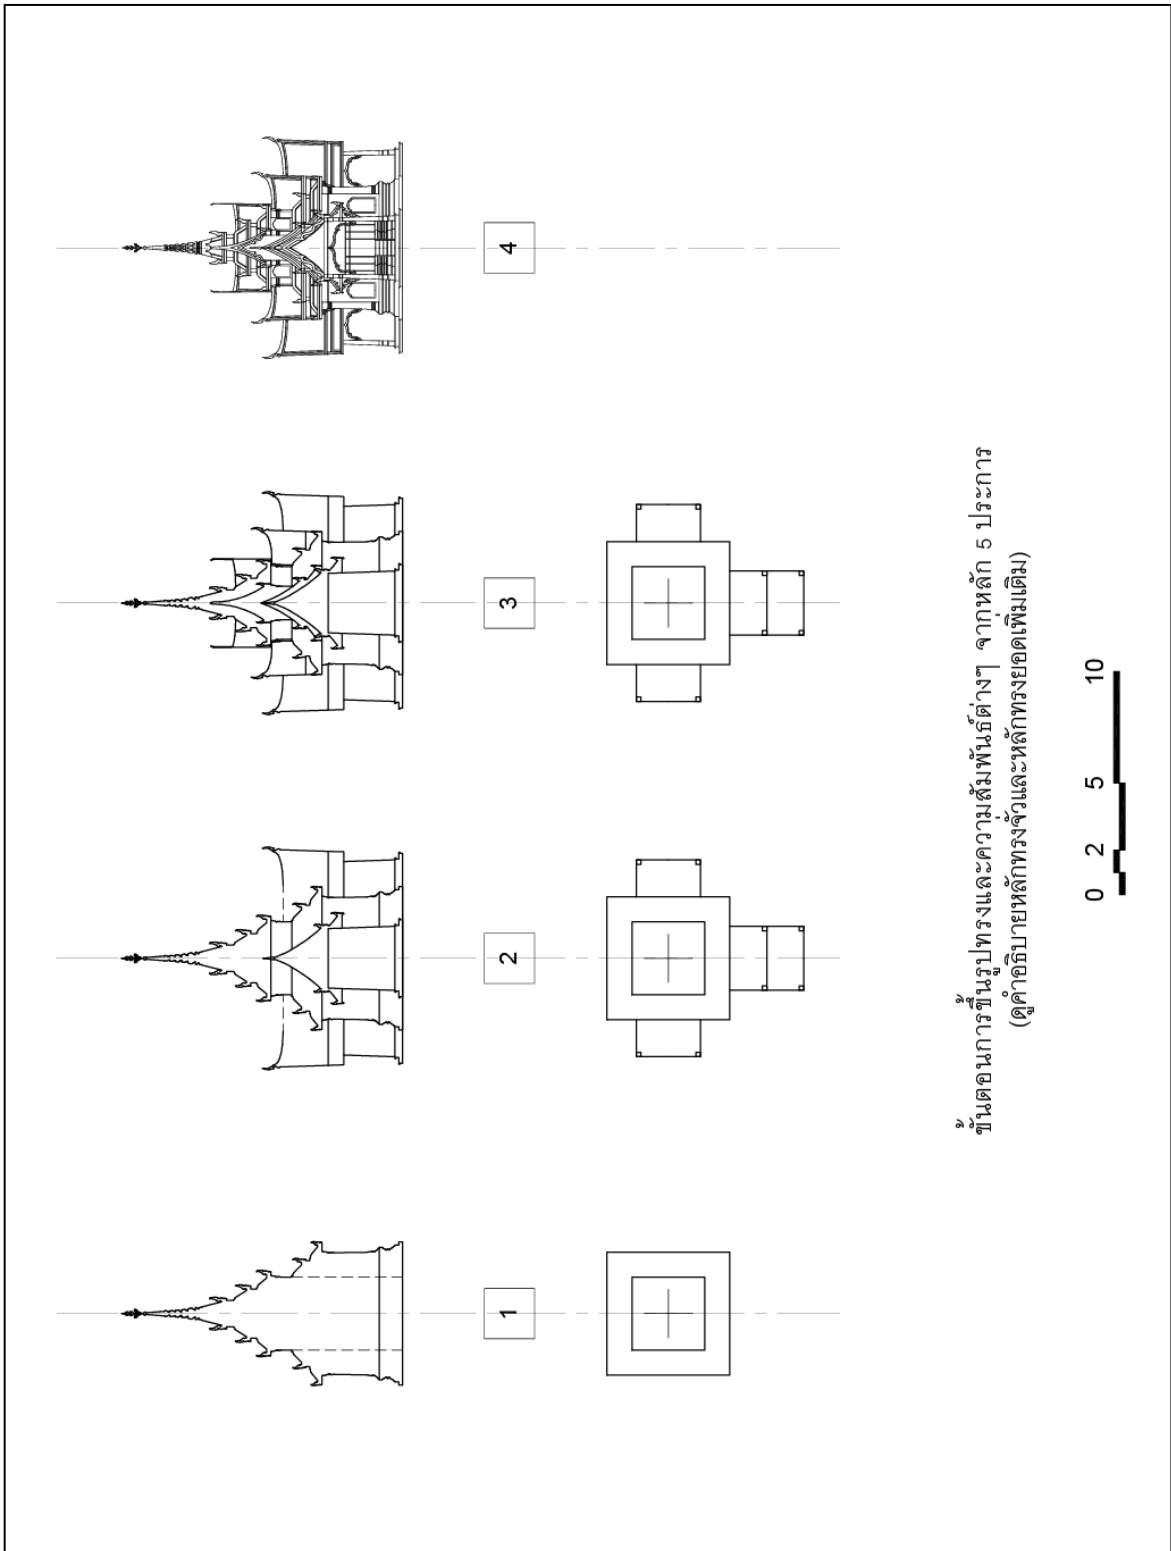 1
2
3
4
ขั้นตอนการขึ้นรูปทรงและความสัมพันธ์ต่างๆ จากหลัก 5 ประการ
(ดูคำอธิบายหลักทรงจั่วและหลักทรงยอดเพิ่มเติม)
0 2 5 10